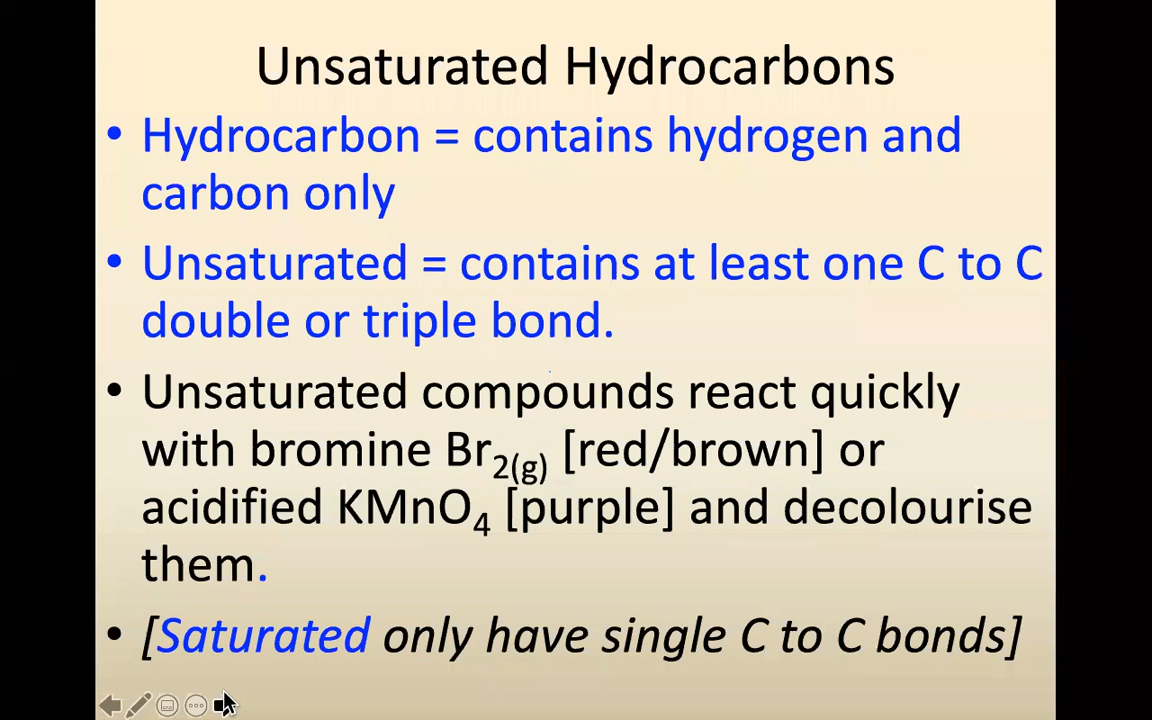 Unsaturated Hydrocarbons
• Hydrocarbon = contains hydrogen and
carbon only
• Unsaturated = contains at least one C to C
double or triple bond.
• Unsaturated compounds react quickly
with bromine Br₂₍g₎ [red/brown] or
acidified KMnO₄ [purple] and decolourise
them.
• [Saturated only have single C to C bonds]